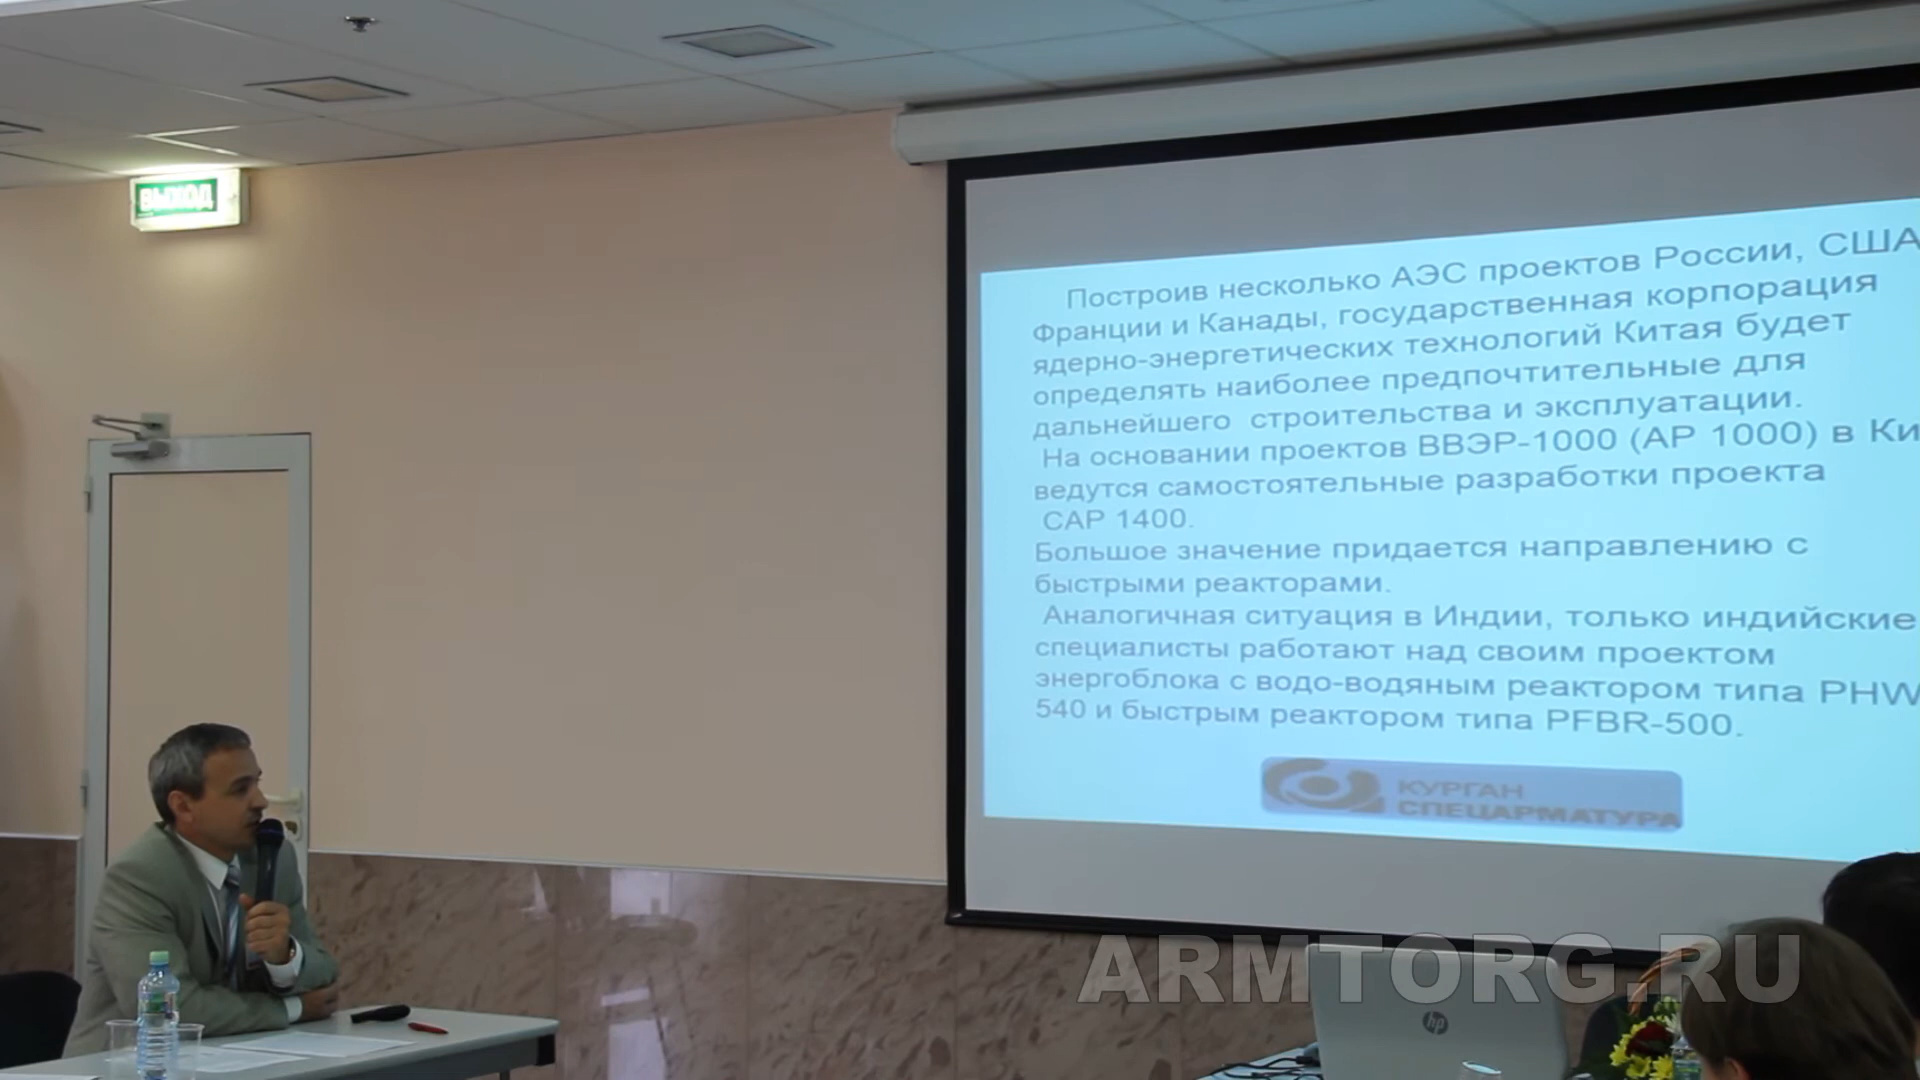 ВЫХОД
Построив несколько АЭС проектов России, США
Франции и Канады, государственная корпорация
ядерно-энергетических технологий Китая будет
определять наиболее предпочтительные для
дальнейшего строительства и эксплуатации.
На основании проектов ВВЭР-1000 (АР 1000) в Ки
ведутся самостоятельные разработки проекта
САР 1400.
Большое значение придается направлению с
быстрыми реакторами.
Аналогичная ситуация в Индии, только индийские
специалисты работают над своим проектом
энергоблока с водо-водяным реактором типа PHW
540 и быстрым реактором типа PFBR-500.
КУРГАН
СПЕЦАРМАТУРА
ARMTORG.RU
hp